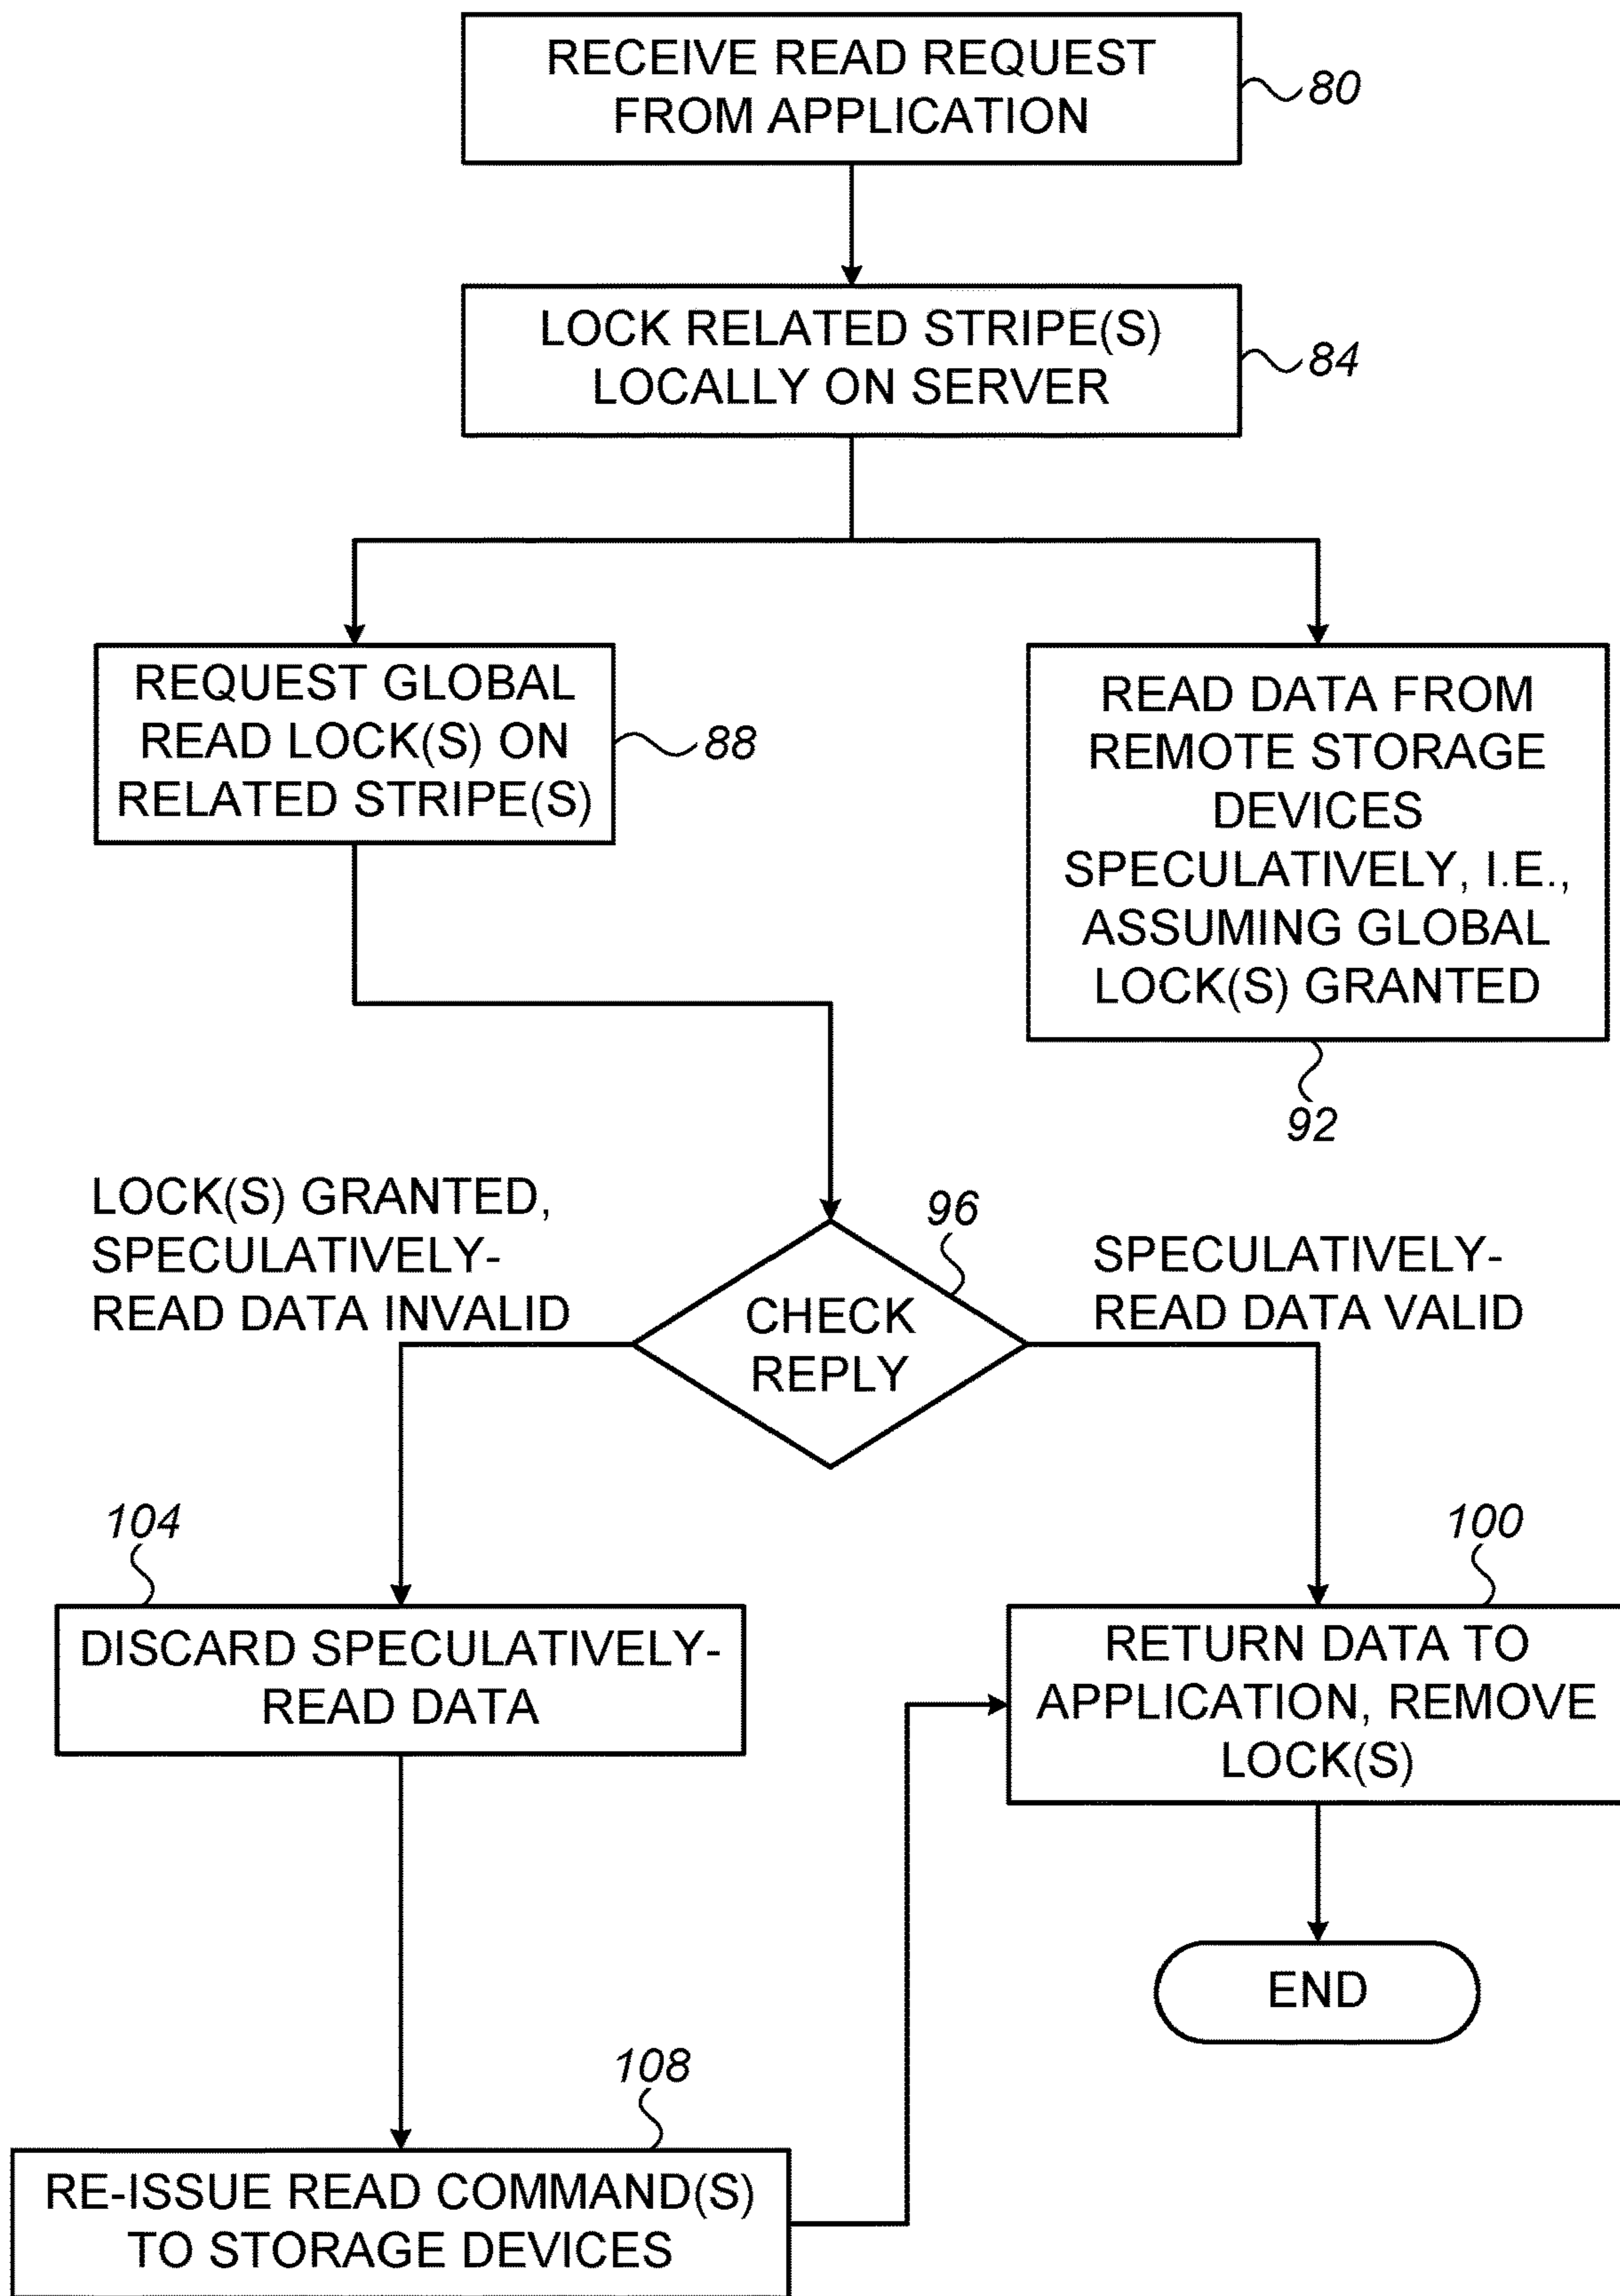 RECEIVE READ REQUEST
FROM APPLICATION
80
LOCK RELATED STRIPE(S)
LOCALLY ON SERVER
84
REQUEST GLOBAL
READ LOCK(S) ON
RELATED STRIPE(S)
88
READ DATA FROM
REMOTE STORAGE
DEVICES
SPECULATIVELY, I.E.,
ASSUMING GLOBAL
LOCK(S) GRANTED
92
LOCK(S) GRANTED,
SPECULATIVELY-
READ DATA INVALID
96
CHECK
REPLY
SPECULATIVELY-
READ DATA VALID
104
DISCARD SPECULATIVELY-
READ DATA
100
RETURN DATA TO
APPLICATION, REMOVE
LOCK(S)
END
108
RE-ISSUE READ COMMAND(S)
TO STORAGE DEVICES